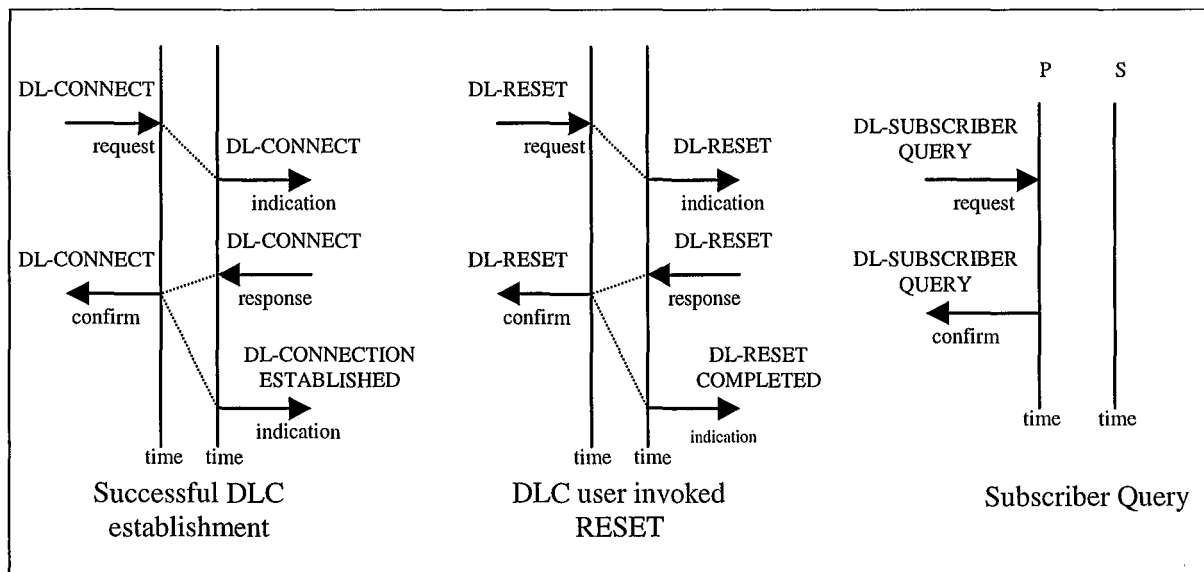 DL-CONNECT
request
DL-CONNECT
indication
DL-CONNECT
response
DL-CONNECT
confirm
DL-CONNECTION
ESTABLISHED
indication
time
time
Successful DLC
establishment
DL-RESET
request
DL-RESET
indication
DL-RESET
response
DL-RESET
confirm
DL-RESET
COMPLETED
indication
time
time
DLC user invoked
RESET
P
S
DL-SUBSCRIBER
QUERY
request
DL-SUBSCRIBER
QUERY
confirm
time
time
Subscriber Query